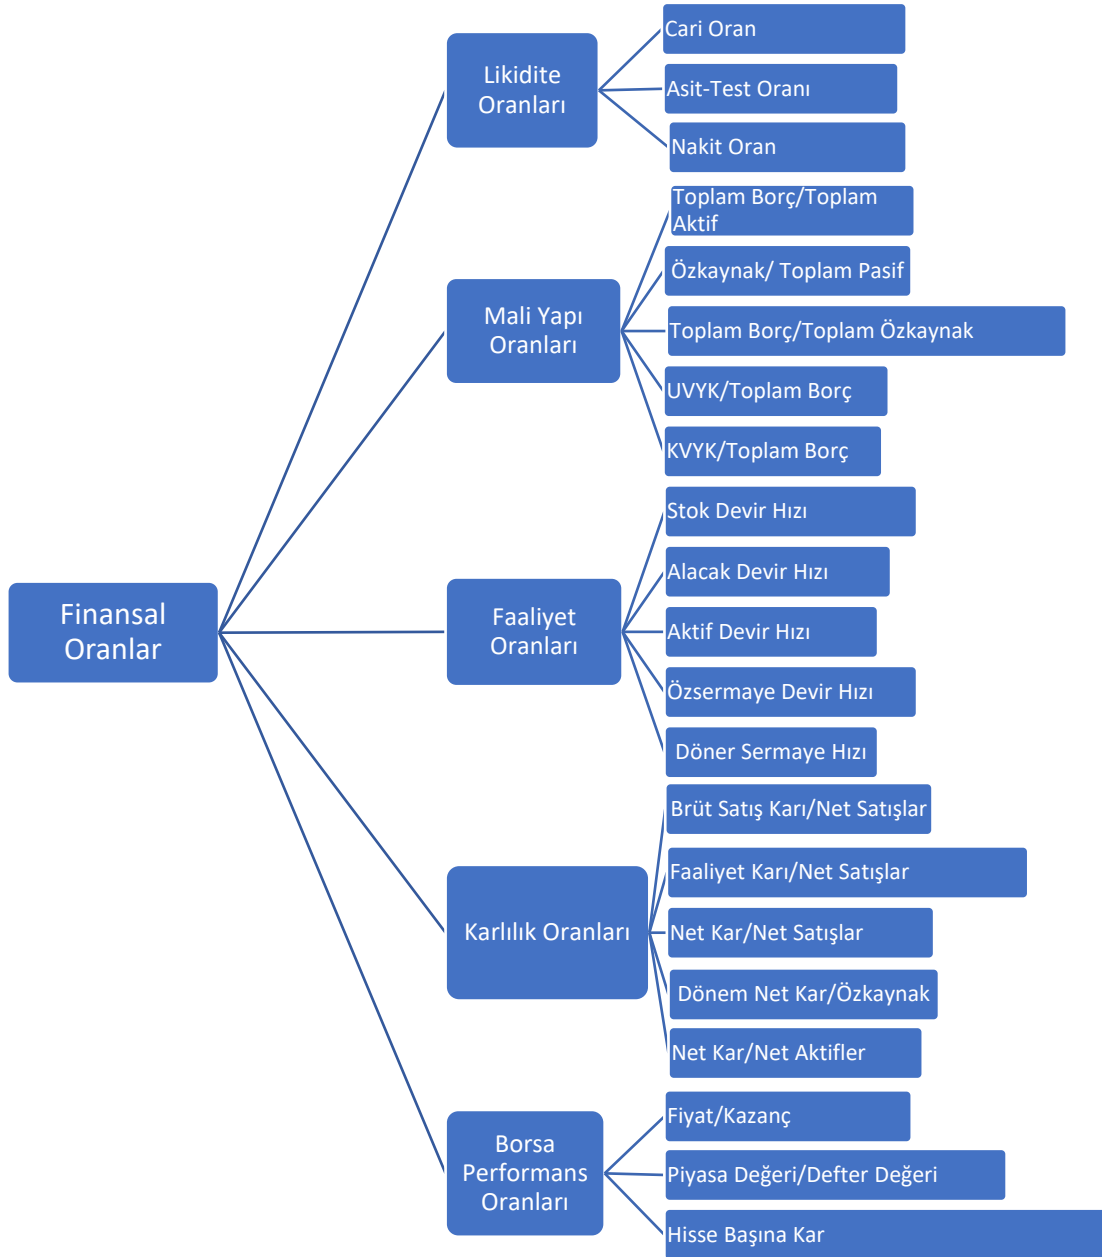 Finansal
Oranlar
Likidite
Oranları
Cari Oran
Asit-Test Oranı
Nakit Oran
Mali Yapı
Oranları
Toplam Borç/Toplam
Aktif
Özkaynak/ Toplam Pasif
Toplam Borç/Toplam Özkaynak
UVYK/Toplam Borç
KVYK/Toplam Borç
Faaliyet
Oranları
Stok Devir Hızı
Alacak Devir Hızı
Aktif Devir Hızı
Özsermaye Devir Hızı
Döner Sermaye Hızı
Karlılık Oranları
Brüt Satış Karı/Net Satışlar
Faaliyet Karı/Net Satışlar
Net Kar/Net Satışlar
Dönem Net Kar/Özkaynak
Net Kar/Net Aktifler
Borsa
Performans
Oranları
Fiyat/Kazanç
Piyasa Değeri/Defter Değeri
Hisse Başına Kar